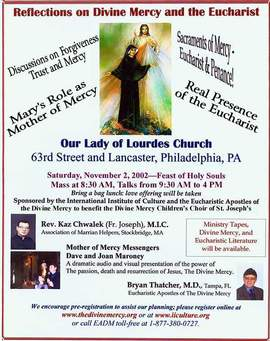 Reflections on Divine Mercy and the Eucharist
Discussions on Forgiveness
Trust and Mercy
Sacraments of Mercy -
Eucharist & Penance!
Mary's Role as
Mother of Mercy
Real Presence
of the Eucharist
Our Lady of Lourdes Church
63rd Street and Lancaster, Philadelphia, PA
Saturday, November 2, 2002—Feast of Holy Souls
Mass at 8:30 AM, Talks from 9:30 AM to 4 PM
Bring a bag lunch: love offering will be taken
Sponsored by the International Institute of Culture and the Eucharistic Apostles of
the Divine Mercy to benefit the Divine Mercy Children's Choir of St. Joseph's
Rev. Kaz Chwalek (Fr. Joseph), M.I.C.
Association of Marrian Helpers, Stockbridge, MA
Ministry Tapes,
Divine Mercy, and
Eucharistic Literature
will be available.
Mother of Mercy Messengers
Dave and Joan Maroney
A dramatic audio and visual presentation of the power of
The passion, death and resurrection of Jesus, The Divine Mercy.
Bryan Thatcher, M.D., Tampa, FL
Eucharistic Apostles of The Divine Mercy
We encourage pre-registration to assist our planning; please register online at
www.thedivinemercy.org or www.iiculture.org
or call EADM toll-free at 1-877-380-0727.